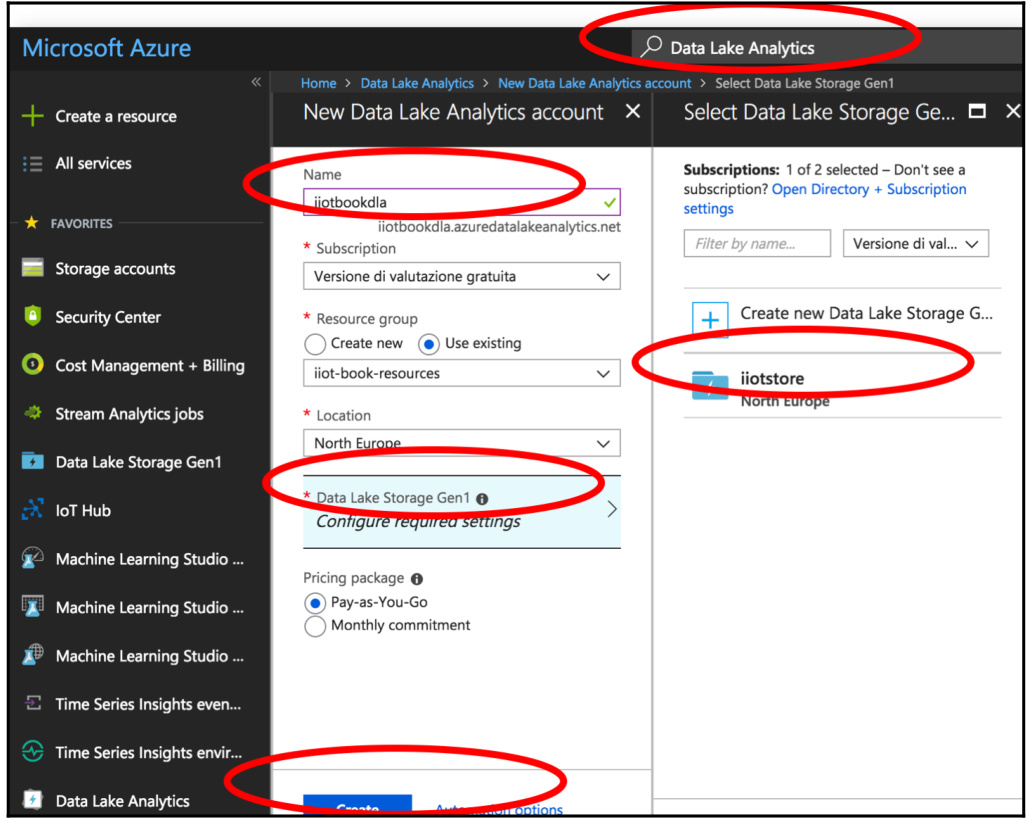 Microsoft Azure
Data Lake Analytics
Home > Data Lake Analytics > New Data Lake Analytics account > Select Data Lake Storage Gen1
«
Create a resource
All services
FAVORITES
Storage accounts
Security Center
Cost Management + Billing
Stream Analytics jobs
Data Lake Storage Gen1
IoT Hub
Machine Learning Studio ...
Machine Learning Studio ...
Machine Learning Studio ...
Time Series Insights even...
Time Series Insights envir...
Data Lake Analytics
New Data Lake Analytics account
Name
iiotbookdla
iiotbookdla.azuredatalakeanalytics.net
* Subscription
Versione di valutazione gratuita
* Resource group
Create new Use existing
iiot-book-resources
* Location
North Europe
* Data Lake Storage Gen1
Configure required settings
Pricing package
Pay-as-You-Go
Monthly commitment
Create Automation options
Select Data Lake Storage Ge...
Subscriptions: 1 of 2 selected – Don't see a
subscription? Open Directory + Subscription
settings
Filter by name... Versione di val...
Create new Data Lake Storage G...
iiotstore
North Europe